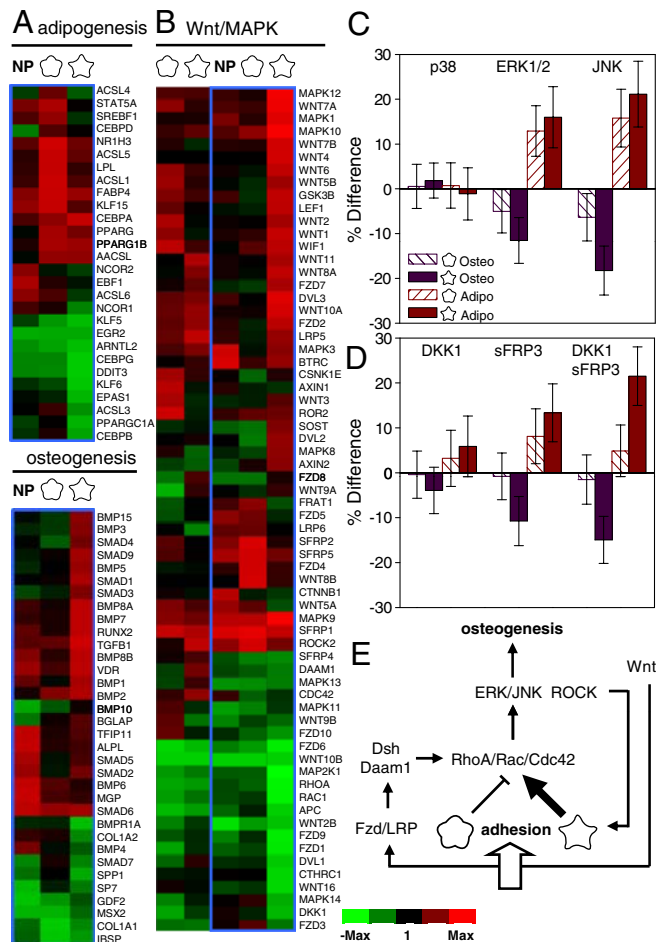 A adipogenesis
NP
ACSL4
STAT5A
SREBF1
CEBPD
NR1H3
ACSL5
LPL
ACSL1
FABP4
KLF15
CEBPA
PPARG
PPARG1B
AACSL
NCOR2
EBF1
ACSL6
NCOR1
KLF5
EGR2
ARNTL2
CEBPG
DDIT3
KLF6
EPAS1
ACSL3
PPARGC1A
CEBPB
osteogenesis
NP
BMP15
BMP3
SMAD4
SMAD9
BMP5
SMAD1
SMAD3
BMP8A
BMP7
RUNX2
TGFB1
BMP8B
VDR
BMP1
BMP2
BMP10
BGLAP
TFIP11
ALPL
SMAD5
SMAD2
BMP6
MGP
SMAD6
BMPR1A
COL1A2
BMP4
SMAD7
SPP1
SP7
GDF2
MSX2
COL1A1
IBSP
B Wnt/MAPK
NP
MAPK12
WNT7A
MAPK1
MAPK10
WNT7B
WNT4
WNT6
WNT5B
GSK3B
LEF1
WNT2
WNT1
WIF1
WNT11
WNT8A
FZD7
DVL3
WNT10A
FZD2
LRP5
MAPK3
BTRC
CSNK1E
AXIN1
WNT3
ROR2
SOST
DVL2
MAPK8
AXIN2
FZD8
WNT9A
FRAT1
FZD5
LRP6
SFRP2
SFRP5
FZD4
WNT8B
CTNNB1
WNT5A
MAPK9
SFRP1
ROCK2
SFRP4
DAAM1
MAPK13
CDC42
MAPK11
WNT9B
FZD10
FZD6
WNT10B
MAP2K1
RHOA
RAC1
APC
WNT2B
FZD9
FZD1
DVL1
CTHRC1
WNT16
MAPK14
DKK1
FZD3
C
p38 ERK1/2 JNK
% Difference
30
20
10
0
-10
-20
-30
Osteo
Osteo
Adipo
Adipo
D
DKK1 sFRP3 DKK1
sFRP3
% Difference
30
20
10
0
-10
-20
-30
E
osteogenesis
Wnt
ERK/JNK ROCK
Dsh
Daam1
RhoA/Rac/Cdc42
Fzd/LRP
adhesion
-Max 1 Max